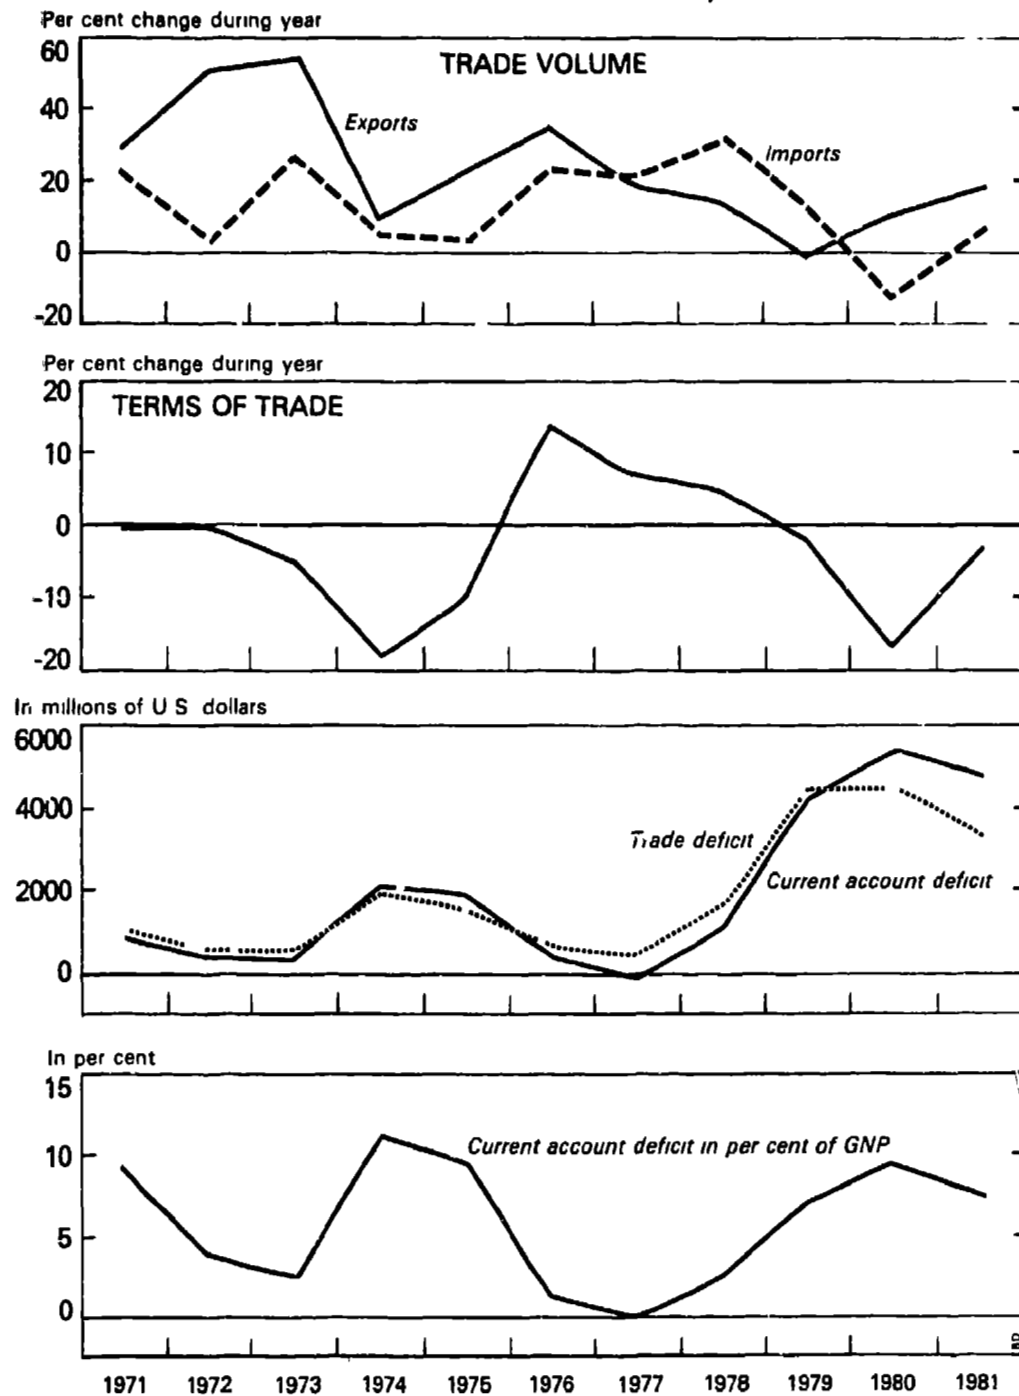 Per cent change during year
TRADE VOLUME
60
40
20
0
-20
Exports
Imports
Per cent change during year
TERMS OF TRADE
20
10
0
-10
-20
In millions of U S dollars
6000
4000
2000
0
Trade deficit
Current account deficit
In per cent
15
10
5
0
Current account deficit in per cent of GNP
1971 1972 1973 1974 1975 1976 1977 1978 1979 1980 1981